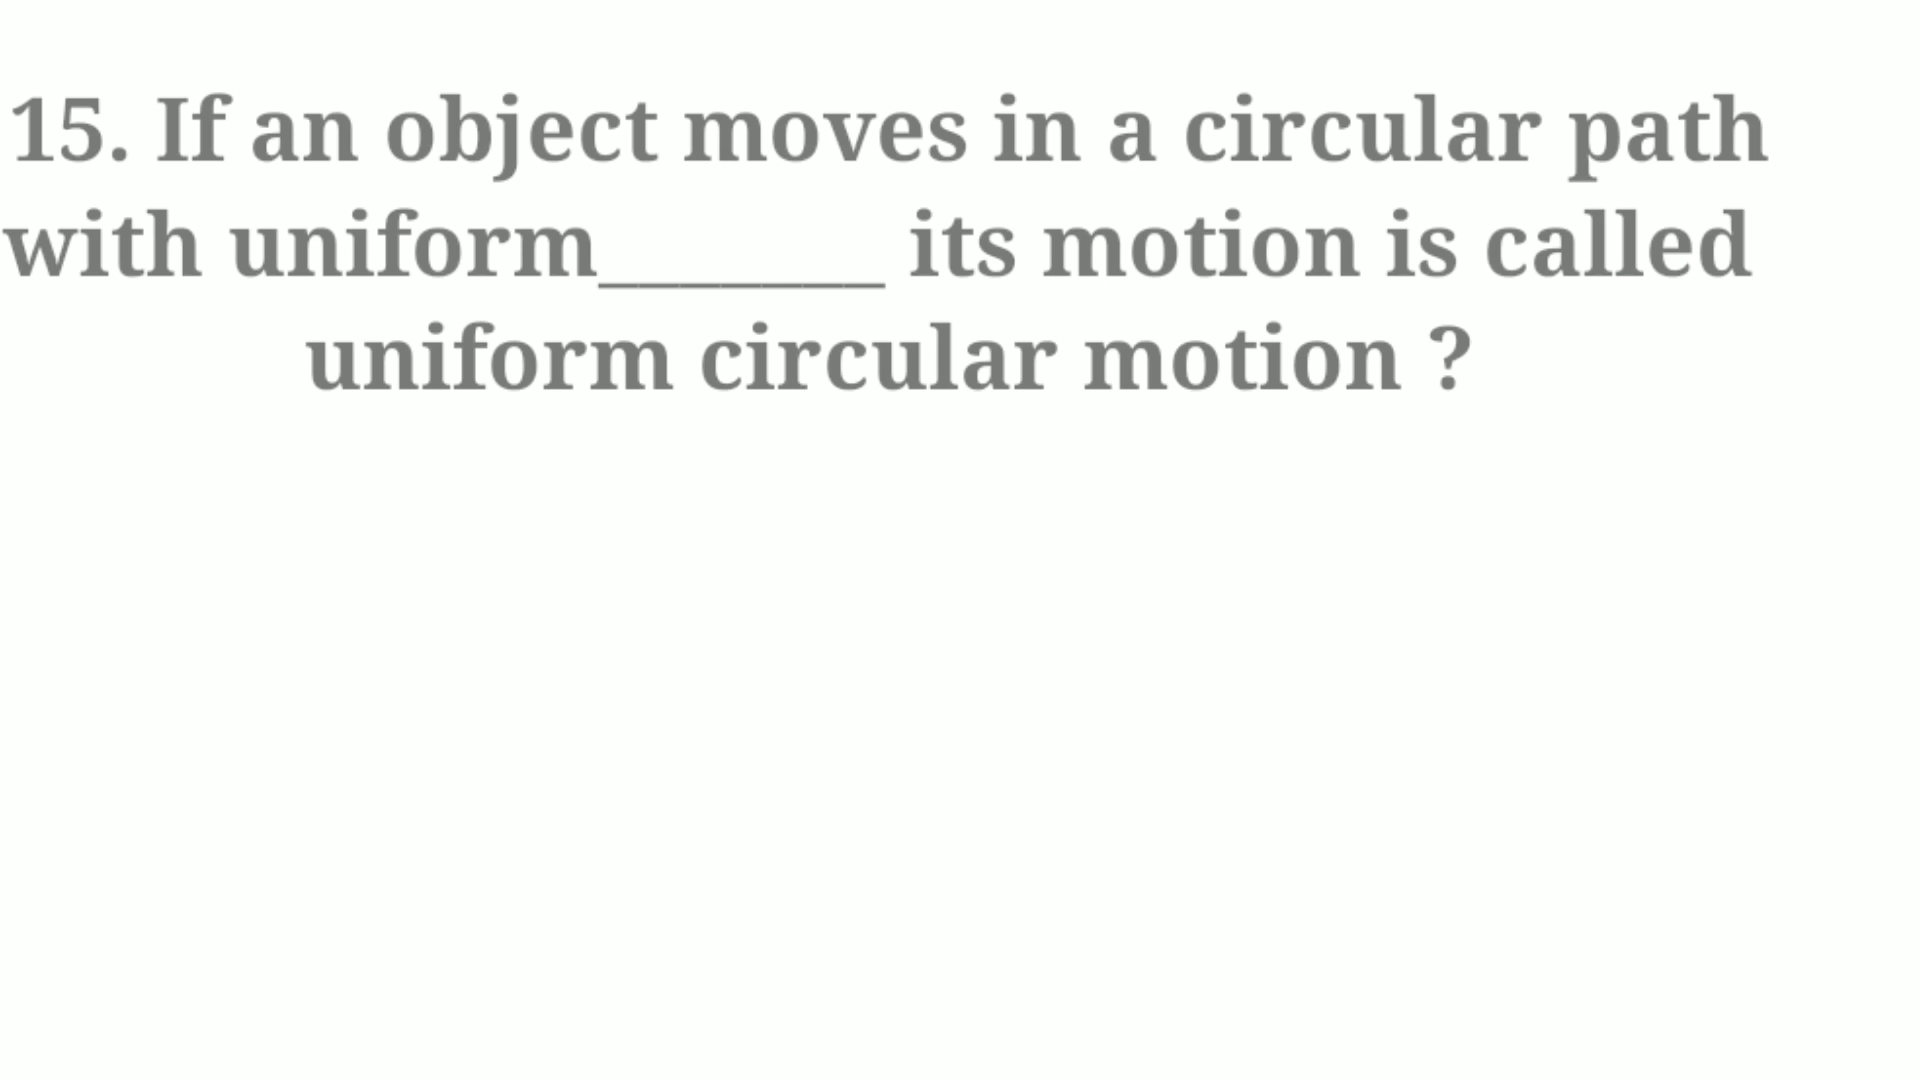 15. If an object moves in a circular path
with uniform_______ its motion is called
uniform circular motion ?